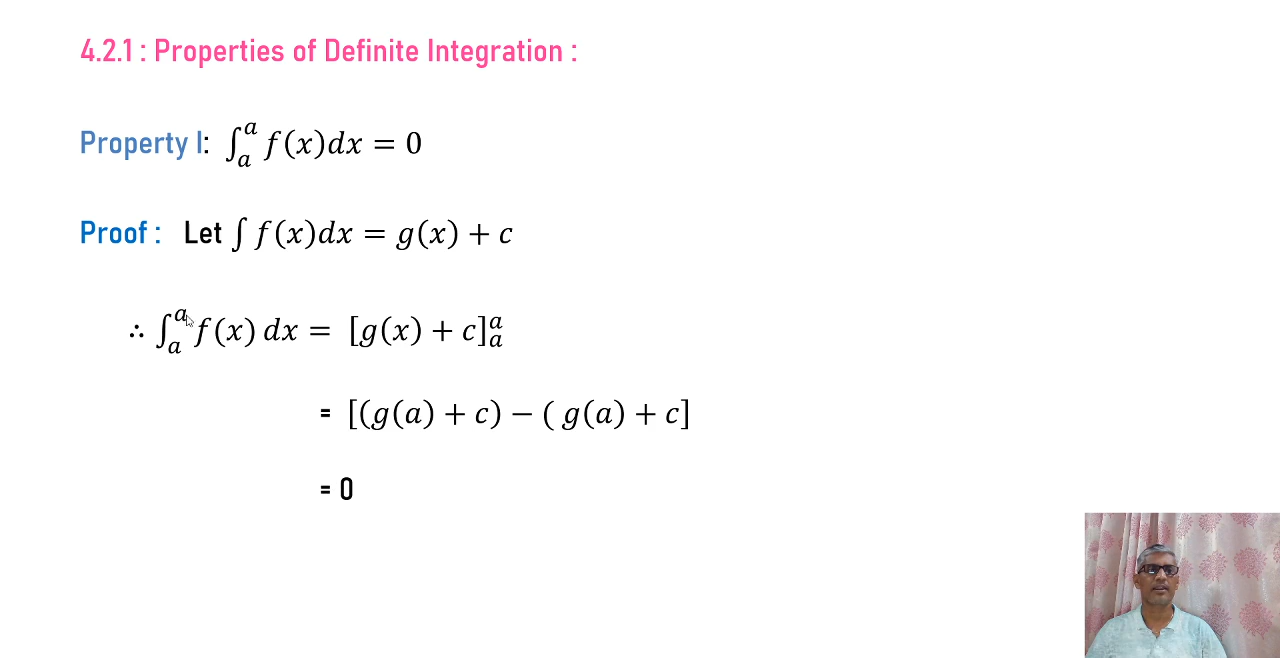 4.2.1 : Properties of Definite Integration :
Property I: ∫ₐᵃ f(x)dx = 0
Proof : Let ∫ f(x)dx = g(x) + c
∴ ∫ₐᵃ f(x) dx = [g(x) + c]ₐᵃ
= [(g(a) + c) − ( g(a) + c]
= 0